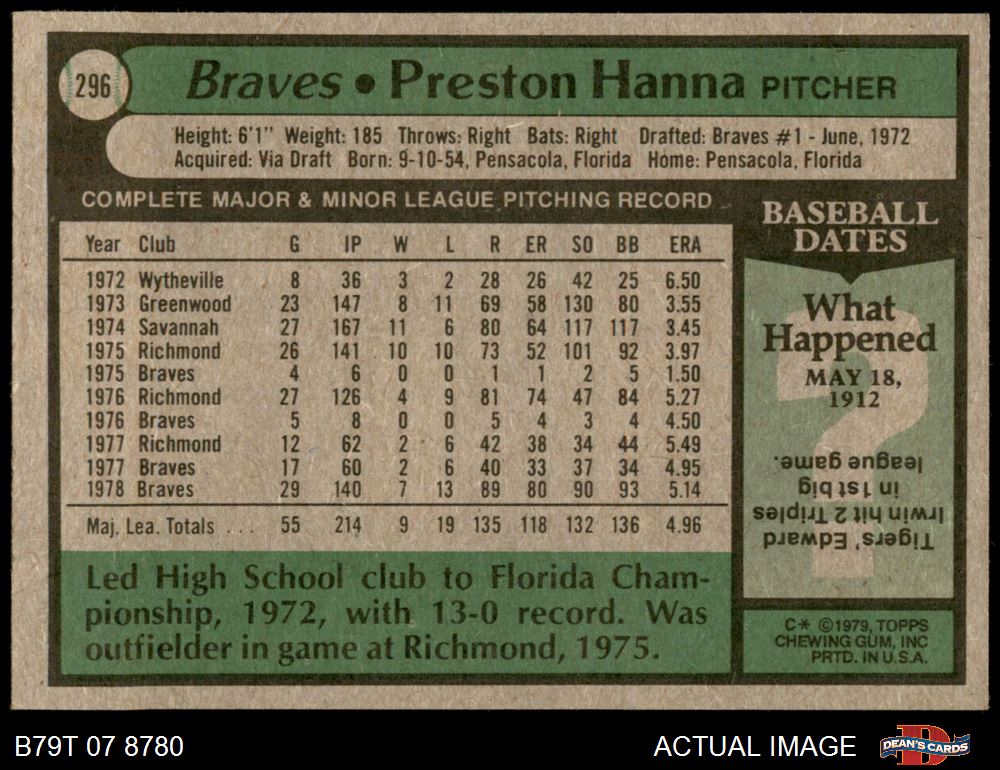 296
Braves • Preston Hanna PITCHER
Height: 6'1" Weight: 185 Throws: Right Bats: Right Drafted: Braves #1 - June, 1972
Acquired: Via Draft Born: 9-10-54, Pensacola, Florida Home: Pensacola, Florida
COMPLETE MAJOR & MINOR LEAGUE PITCHING RECORD
Year Club G IP W L R ER SO BB ERA
1972 Wytheville 8 36 3 2 28 26 42 25 6.50
1973 Greenwood 23 147 8 11 69 58 130 80 3.55
1974 Savannah 27 167 11 6 80 64 117 117 3.45
1975 Richmond 26 141 10 10 73 52 101 92 3.97
1975 Braves 4 6 0 0 1 1 2 5 1.50
1976 Richmond 27 126 4 9 81 74 47 84 5.27
1976 Braves 5 8 0 0 5 4 3 4 4.50
1977 Richmond 12 62 2 6 42 38 34 44 5.49
1977 Braves 17 60 2 6 40 33 37 34 4.95
1978 Braves 29 140 7 13 89 80 90 93 5.14
Maj. Lea. Totals ... 55 214 9 19 135 118 132 136 4.96
Led High School club to Florida Cham-
pionship, 1972, with 13-0 record. Was
outfielder in game at Richmond, 1975.
BASEBALL
DATES
What
Happened
MAY 18,
1912
?
Tigers' Edward
Irwin hit 2 Triples
in 1st big
league game.
C* ©1979, TOPPS
CHEWING GUM, INC
PRTD. IN U.S.A.
B79T 07 8780
ACTUAL IMAGE
D
DEAN'S CARDS